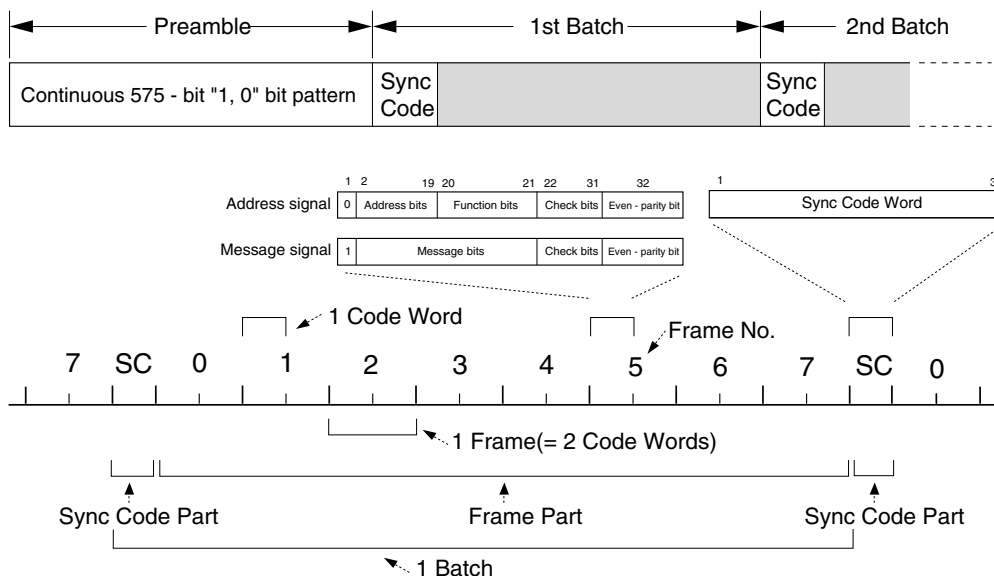 Preamble 1st Batch 2nd Batch
Continuous 575 - bit "1, 0" bit pattern
Sync Code
Sync Code
1 2 19 20 21 22 31 32
Address signal 0 Address bits Function bits Check bits Even - parity bit
Message signal 1 Message bits Check bits Even - parity bit
1
Sync Code Word
1 Code Word
Frame No.
7 SC 0 1 2 3 4 5 6 7 SC 0
1 Frame(= 2 Code Words)
Sync Code Part Frame Part Sync Code Part
1 Batch